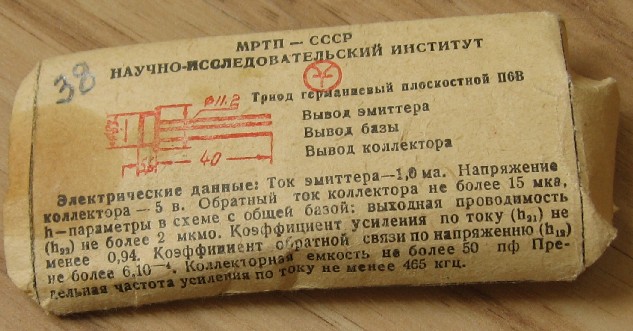 МРТП — СССР
НАУЧНО-ИССЛЕДОВАТЕЛЬСКИЙ ИНСТИТУТ
38
Триод германиевый плоскостной П6В
ø11.2
Вывод эмиттера
Вывод базы
Вывод коллектора
40
Электрические данные: Ток эмиттера—1,0 ма. Напряжение
коллектора — 5 в. Обратный ток коллектора не более 15 мка,
h—параметры в схеме с общей базой: выходная проводимость
(h₂₂) не более 2 мкмо. Коэффициент усиления по току (h₂₁) не
менее 0,94. Коэффициент обратной связи по напряжению (h₁₂)
не более 6.10—⁴. Коллекторная емкость не более 50 пф Пре-
дельная частота усиления по току не менее 465 кгц.